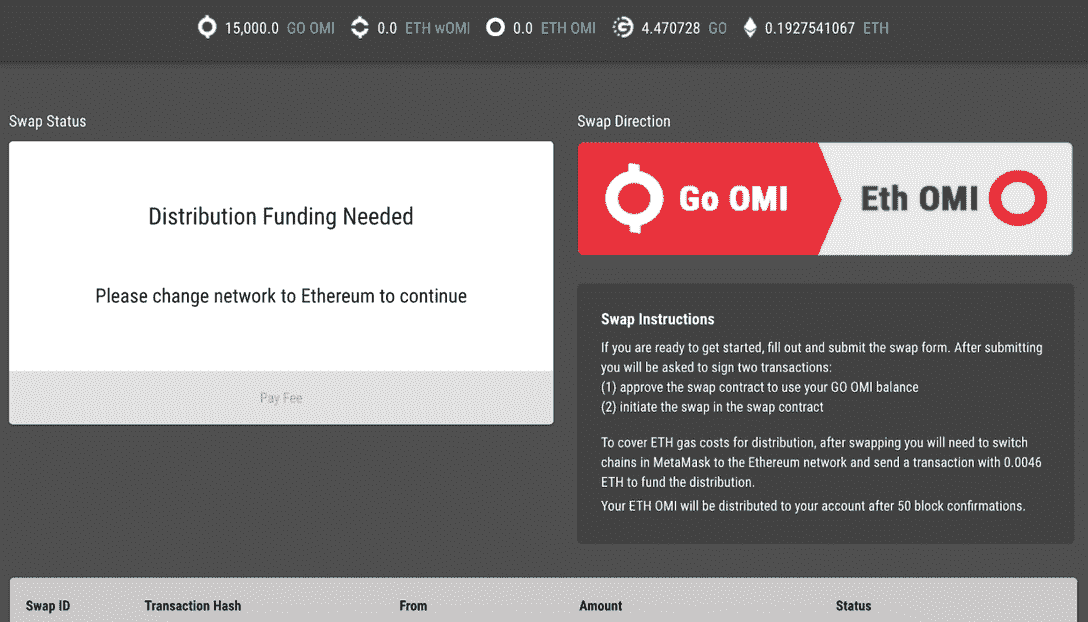 15,000.0 GO OMI 0.0 ETH wOMI 0.0 ETH OMI 4.470728 GO 0.1927541067 ETH
Swap Status
Distribution Funding Needed
Please change network to Ethereum to continue
Pay Fee
Swap Direction
Go OMI Eth OMI
Swap Instructions
If you are ready to get started, fill out and submit the swap form. After submitting
you will be asked to sign two transactions:
(1) approve the swap contract to use your GO OMI balance
(2) initiate the swap in the swap contract
To cover ETH gas costs for distribution, after swapping you will need to switch
chains in MetaMask to the Ethereum network and send a transaction with 0.0046
ETH to fund the distribution.
Your ETH OMI will be distributed to your account after 50 block confirmations.
Swap ID Transaction Hash From Amount Status